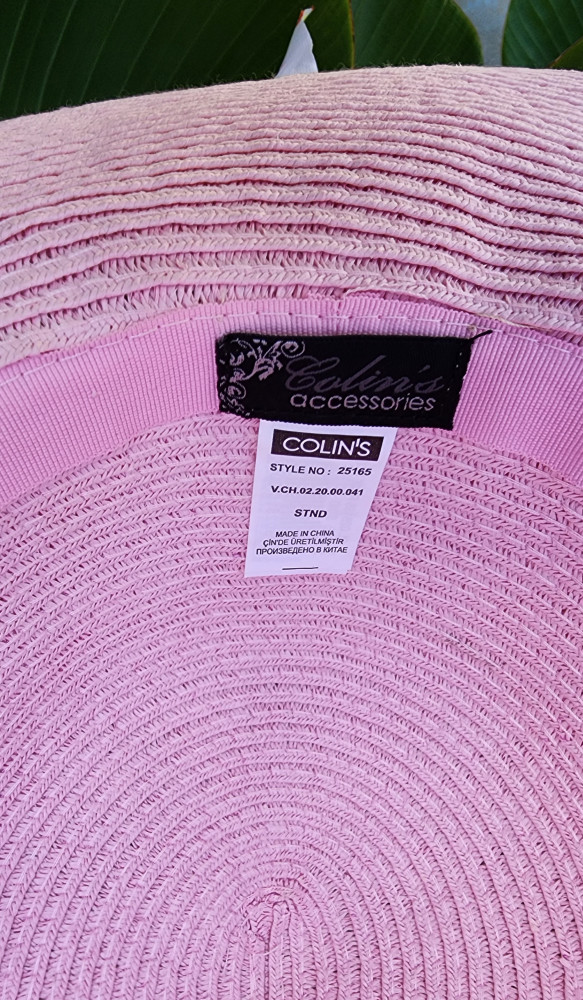 Colin's
accessories
COLIN'S
STYLE NO : 25165
V.CH.02.20.00.041
STND
MADE IN CHINA
ÇİN'DE ÜRETİLMİŞTİR
ПРОИЗВЕДЕНО В КИТАЕ